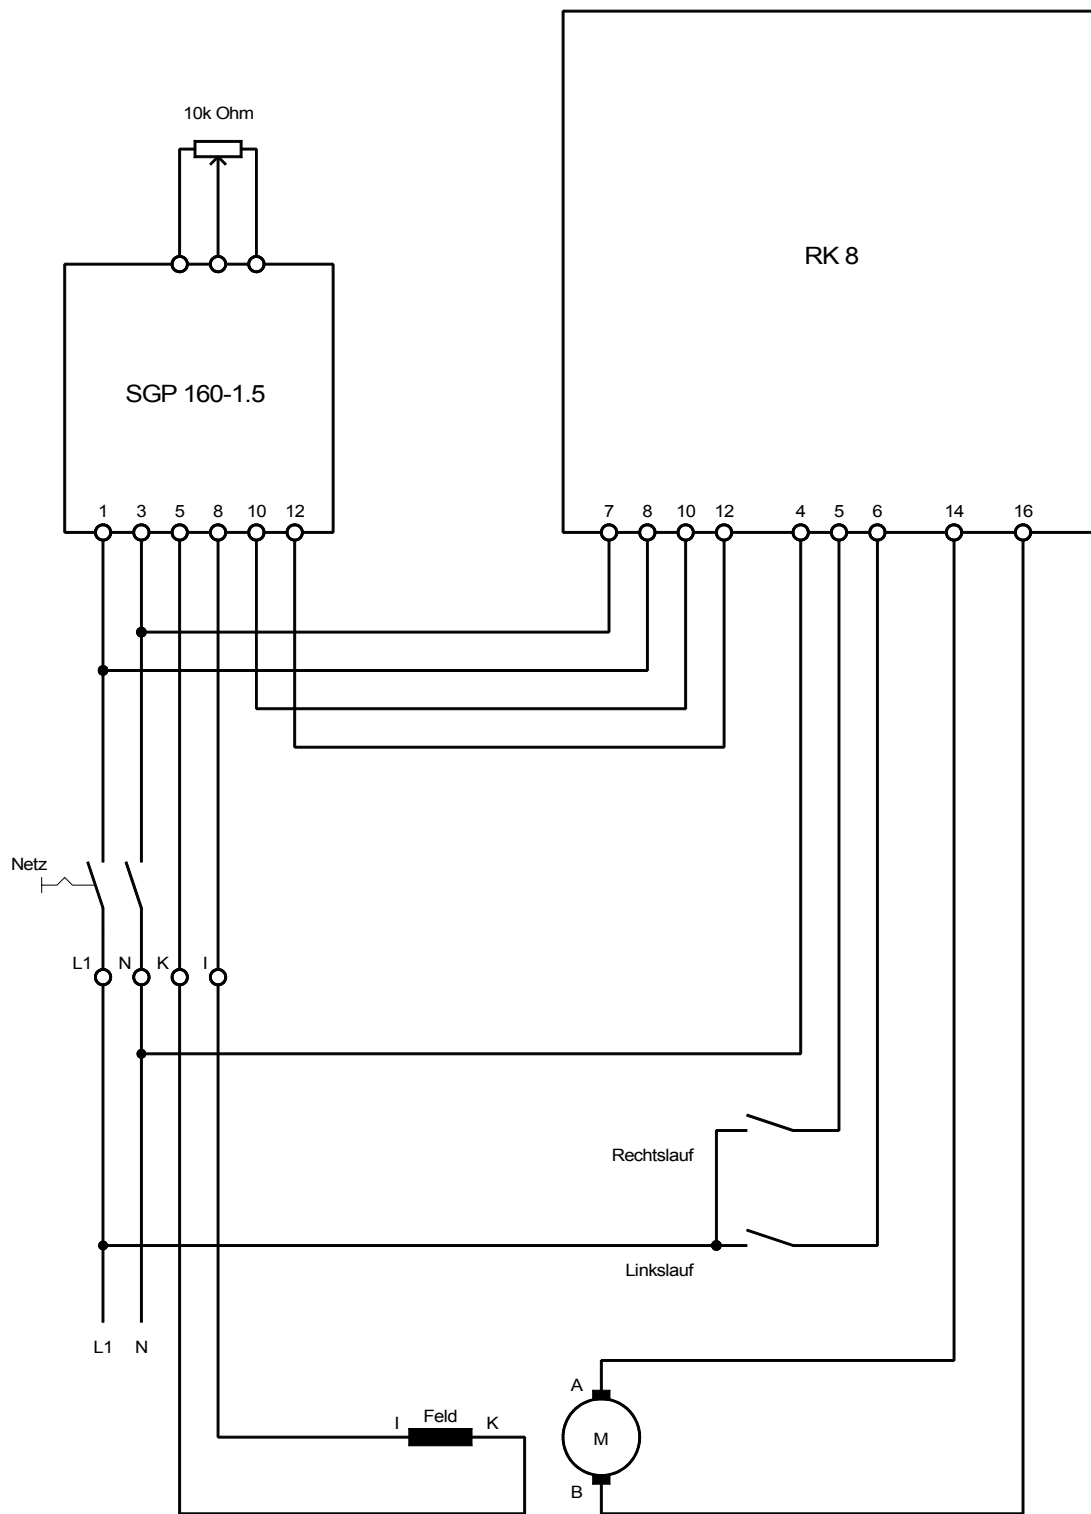 10k Ohm
RK 8
SGP 160-1.5
1 3 5 8 10 12
7 8 10 12 4 5 6 14 16
Netz
L1 N K I
Rechtslauf
Linkslauf
L1 N
A
I Feld K
M
B